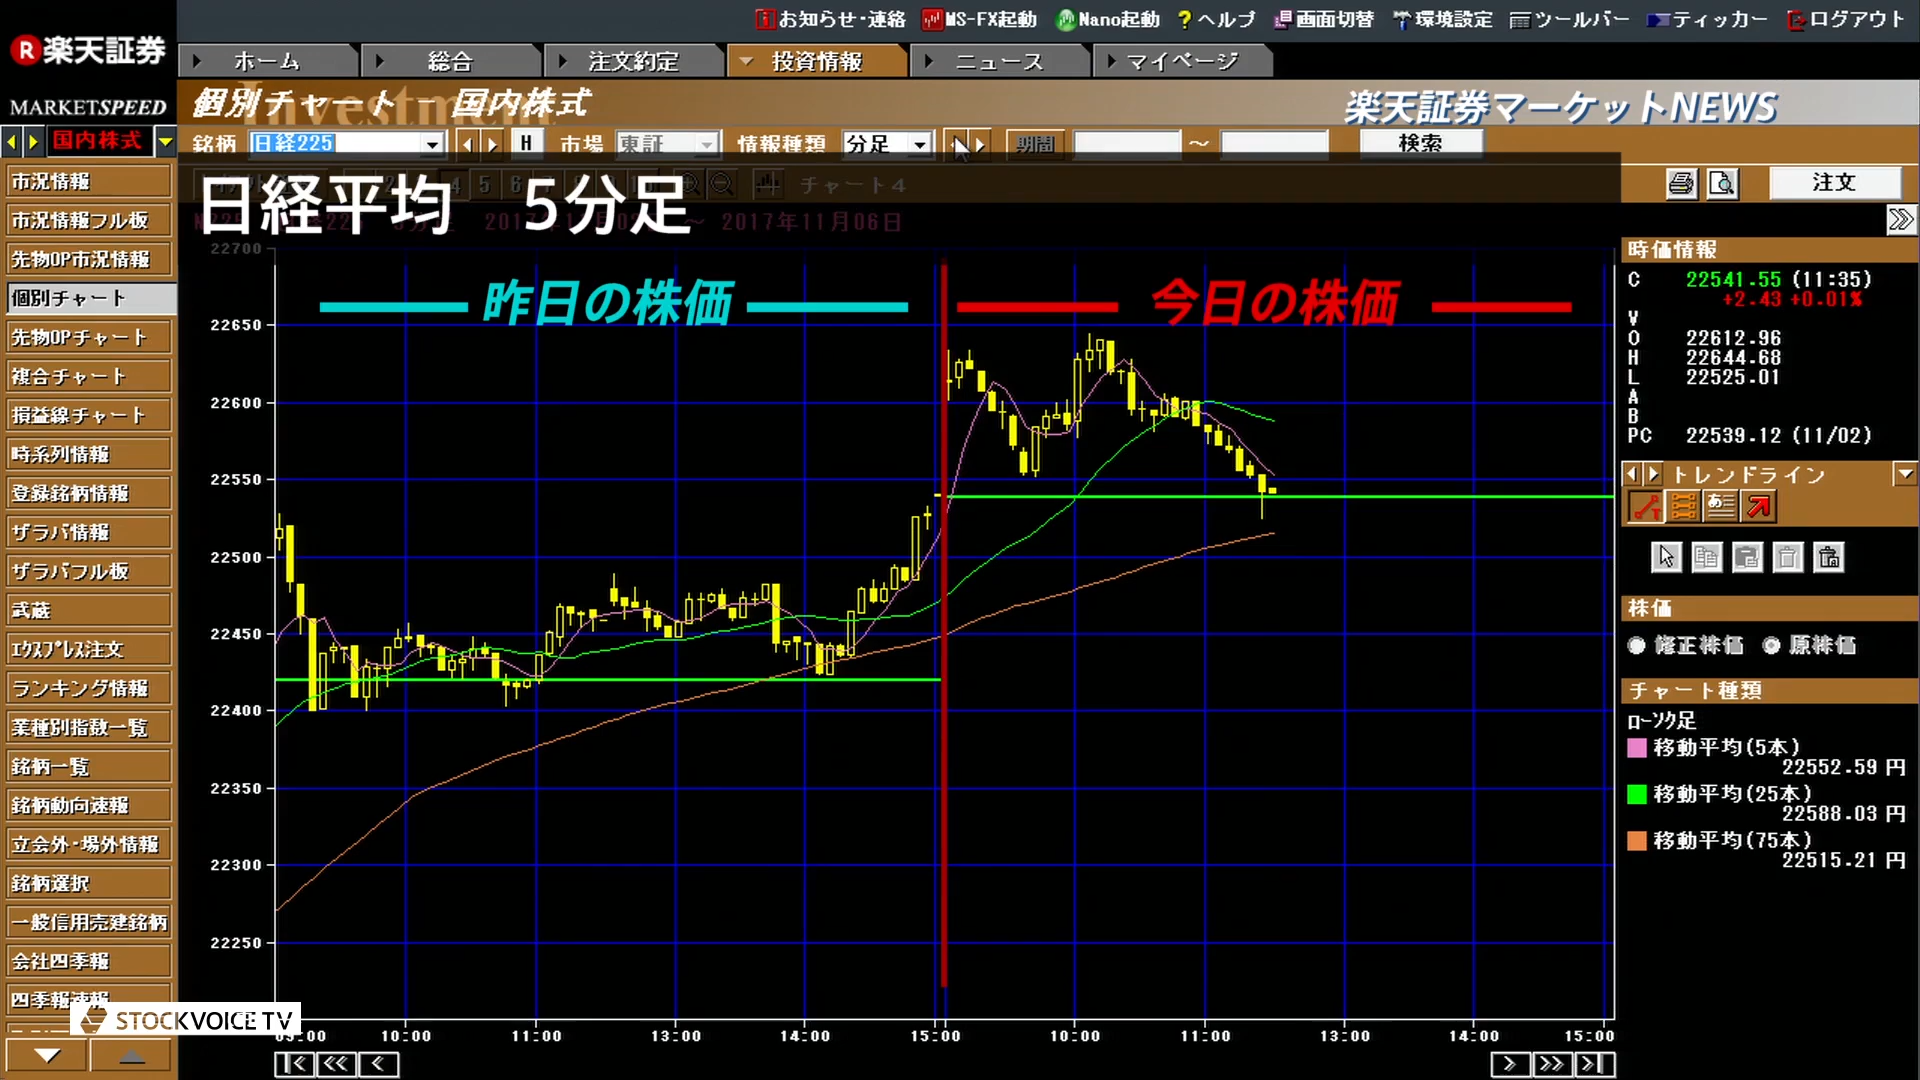 お知らせ・連絡 MS-FX起動 Nano起動 ヘルプ 画面切替 環境設定 ツールバー ティッカー ログアウト
R楽天証券
MARKETSPEED
ホーム 総合 注文約定 投資情報 ニュース マイページ
個別チャート － 国内株式
楽天証券マーケットNEWS
国内株式
銘柄 日経225 H 市場 東証 情報種類 分足 期間 ～ 検索
チャート4
注文
日経平均 5分足
2017年11月06日
昨日の株価
今日の株価
市況情報
市況情報フル板
先物OP市況情報
個別チャート
先物OPチャート
複合チャート
損益線チャート
時系列情報
登録銘柄情報
ザラバ情報
ザラバフル板
武蔵
ｴｸｽﾌﾟﾚｽ注文
ランキング情報
業種別指数一覧
銘柄一覧
銘柄動向速報
立会外・場外情報
銘柄選択
一般信用売建銘柄
会社四季報
四季報速報
STOCKVOICE TV
22700
22650
22600
22550
22500
22450
22400
22350
22300
22250
09:00 10:00 11:00 13:00 14:00 15:00 10:00 11:00 13:00 14:00 15:00
時価情報
C 22541.55 (11:35)
+2.43 +0.01%
V
O 22612.96
H 22644.68
L 22525.01
A
B
PC 22539.12 (11/02)
トレンドライン
株価
修正株価 原株価
チャート種類
ﾛｰｿｸ足
移動平均(5本)
22552.59 円
移動平均(25本)
22588.03 円
移動平均(75本)
22515.21 円